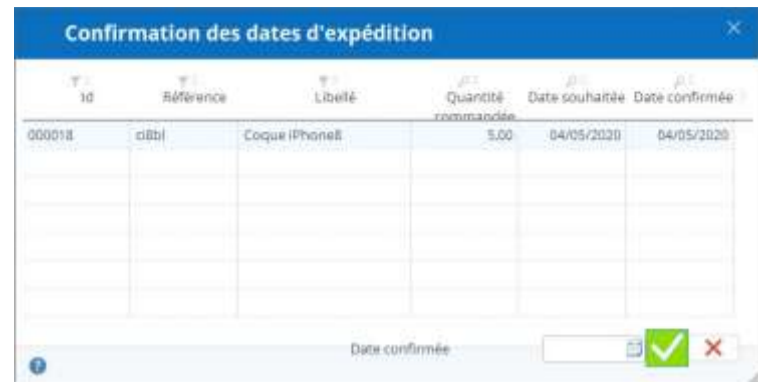 Confirmation des dates d'expédition
Id Référence Libellé Quantité commandée Date souhaitée Date confirmée
000018 ci8bl Coque iPhone8 5,00 04/05/2020 04/05/2020
Date confirmée